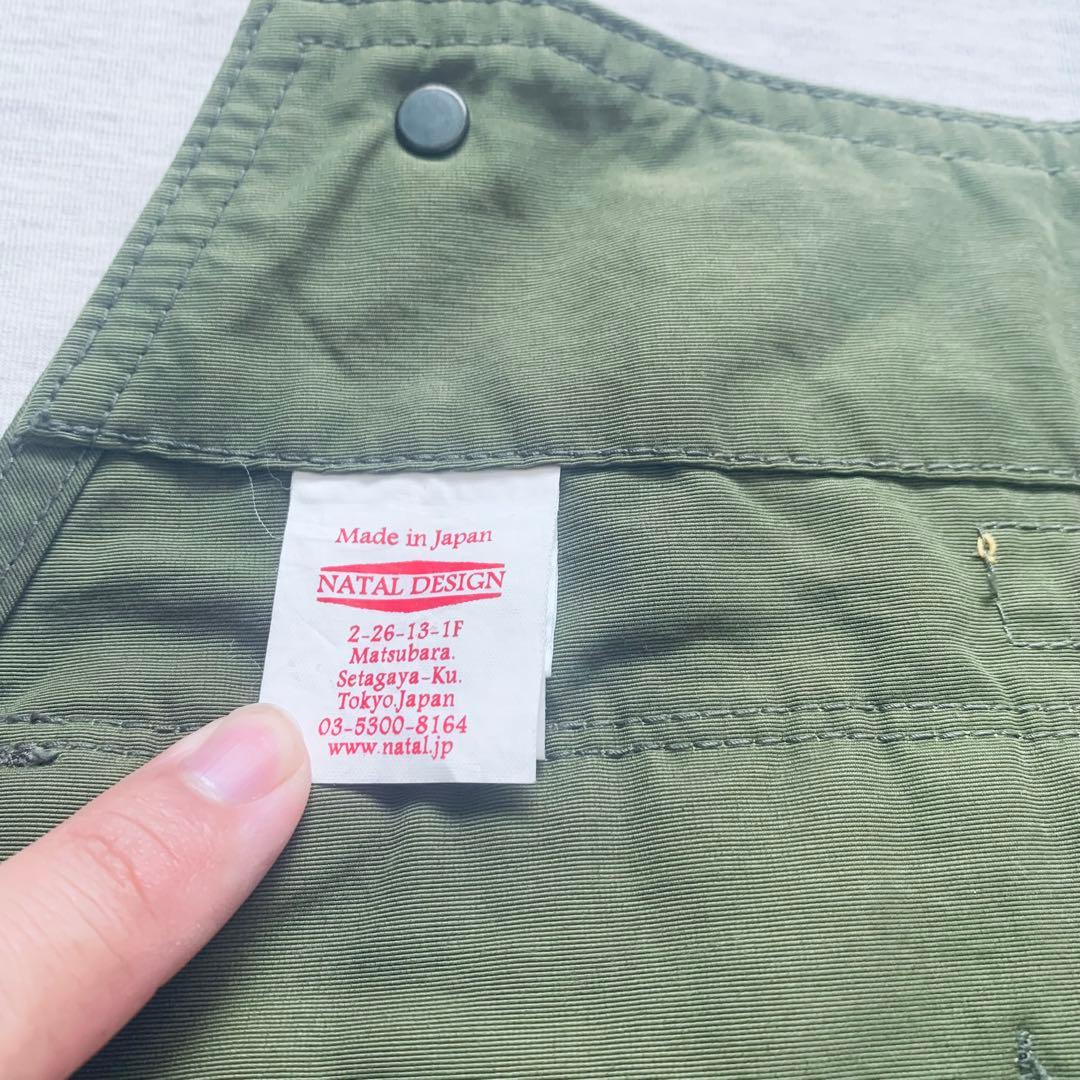 Made in Japan
NATAL DESIGN
2-26-13-1F
Matsubara.
Setagaya-Ku.
Tokyo.Japan
03-5300-8164
www.natal.jp